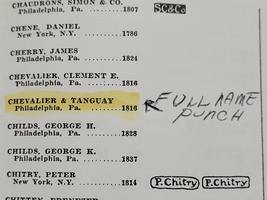 CHAUDRONS, SIMON & CO.
Philadelphia, Pa. 1807 SC&Co
CHENE, DANIEL
New York, N.Y. 1786
CHERRY, JAMES
Philadelphia, Pa. 1824
CHEVALIER, CLEMENT E.
Philadelphia, Pa. 1816
CHEVALIER & TANGUAY
Philadelphia, Pa. 1816
FULL NAME
PUNCH
CHILDS, GEORGE H.
Philadelphia, Pa. 1828
CHILDS, GEORGE K.
Philadelphia, Pa. 1837
CHITRY, PETER
New York, N.Y. 1814 P.Chitry P.Chitry
CHITTEN, EBENEZER